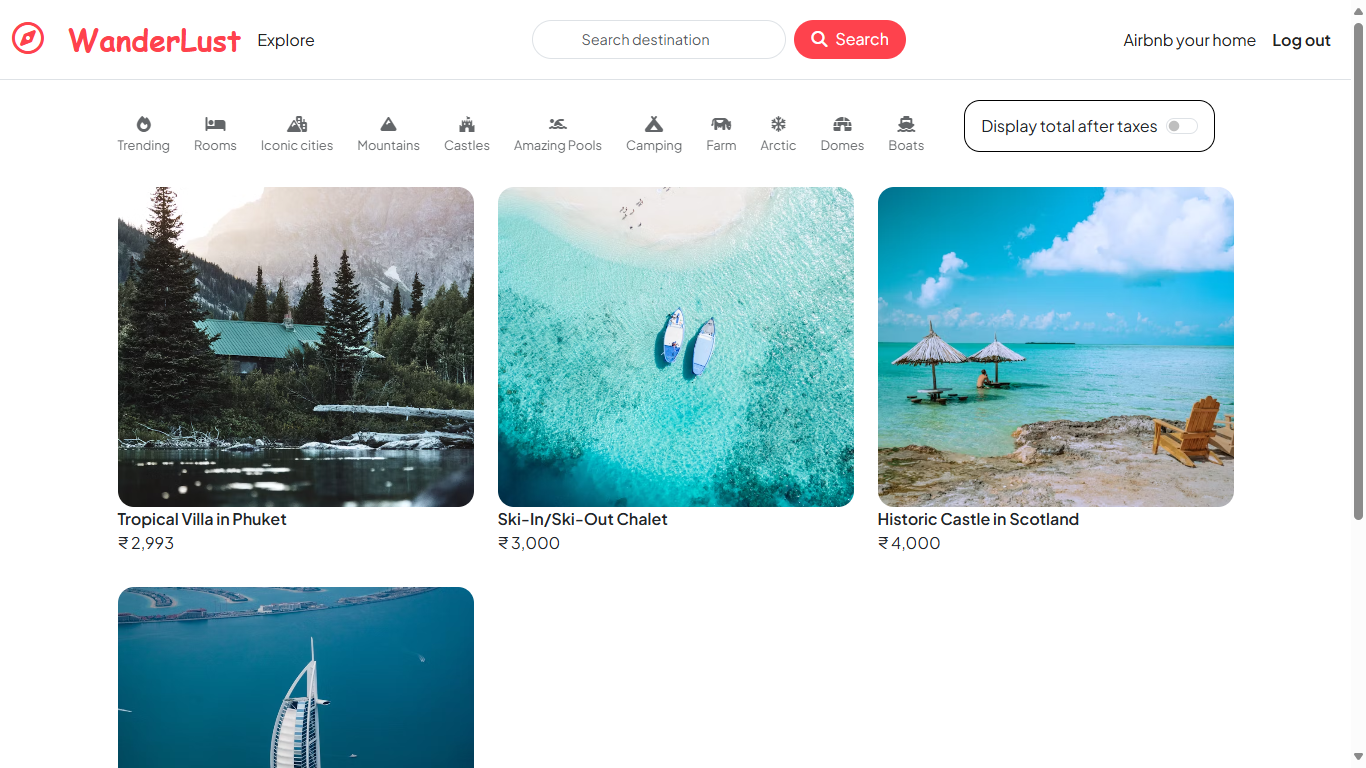 WanderLust Explore Search destination Search Airbnb your home Log out
Trending Rooms Iconic cities Mountains Castles Amazing Pools Camping Farm Arctic Domes Boats Display total after taxes
Tropical Villa in Phuket
₹ 2,993
Ski-In/Ski-Out Chalet
₹ 3,000
Historic Castle in Scotland
₹ 4,000